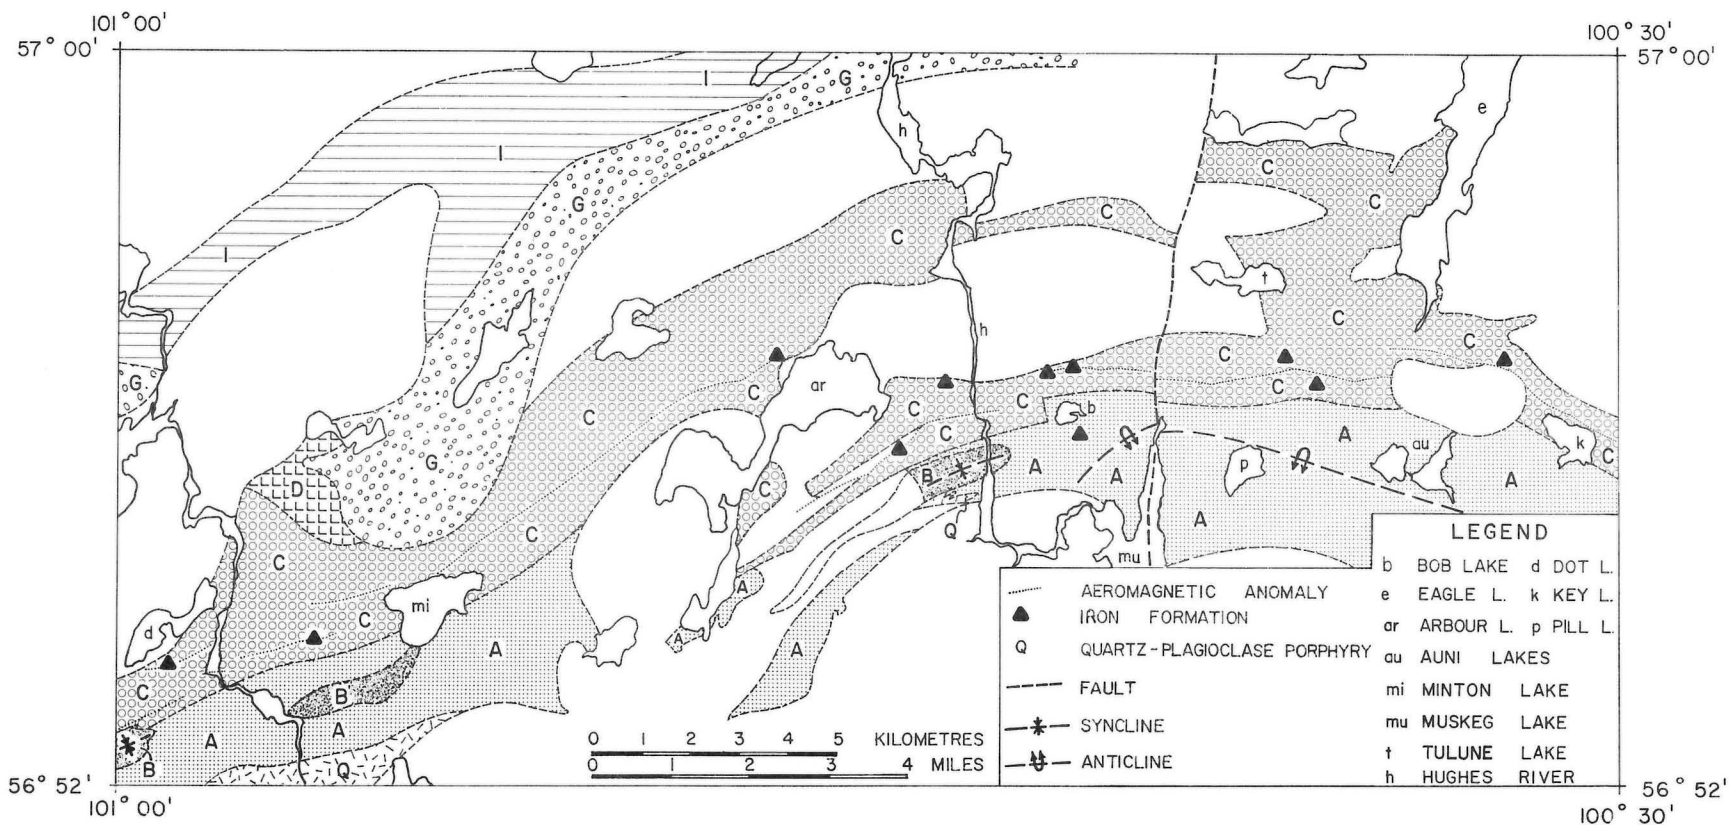 101° 00'
100° 30'
57° 00'
57° 00'
I
G
h
e
I
C
G
C
C
C
I
t
h
C
C
C
G
ar
C
C
C
C
C
b
C
A
au
k
C
G
C
B
A
A
p
A
D
C
A
Q
C
C
mu
A
mi
C
d
A
A
A
C
B
A
A
B
Q
LEGEND
b BOB LAKE d DOT L.
e EAGLE L. k KEY L.
ar ARBOUR L. p PILL L.
au AUNI LAKES
mi MINTON LAKE
mu MUSKEG LAKE
t TULUNE LAKE
h HUGHES RIVER
AEROMAGNETIC ANOMALY
IRON FORMATION
Q QUARTZ-PLAGIOCLASE PORPHYRY
FAULT
SYNCLINE
ANTICLINE
0 1 2 3 4 5 KILOMETRES
0 1 2 3 4 MILES
56° 52'
56° 52'
101° 00'
100° 30'